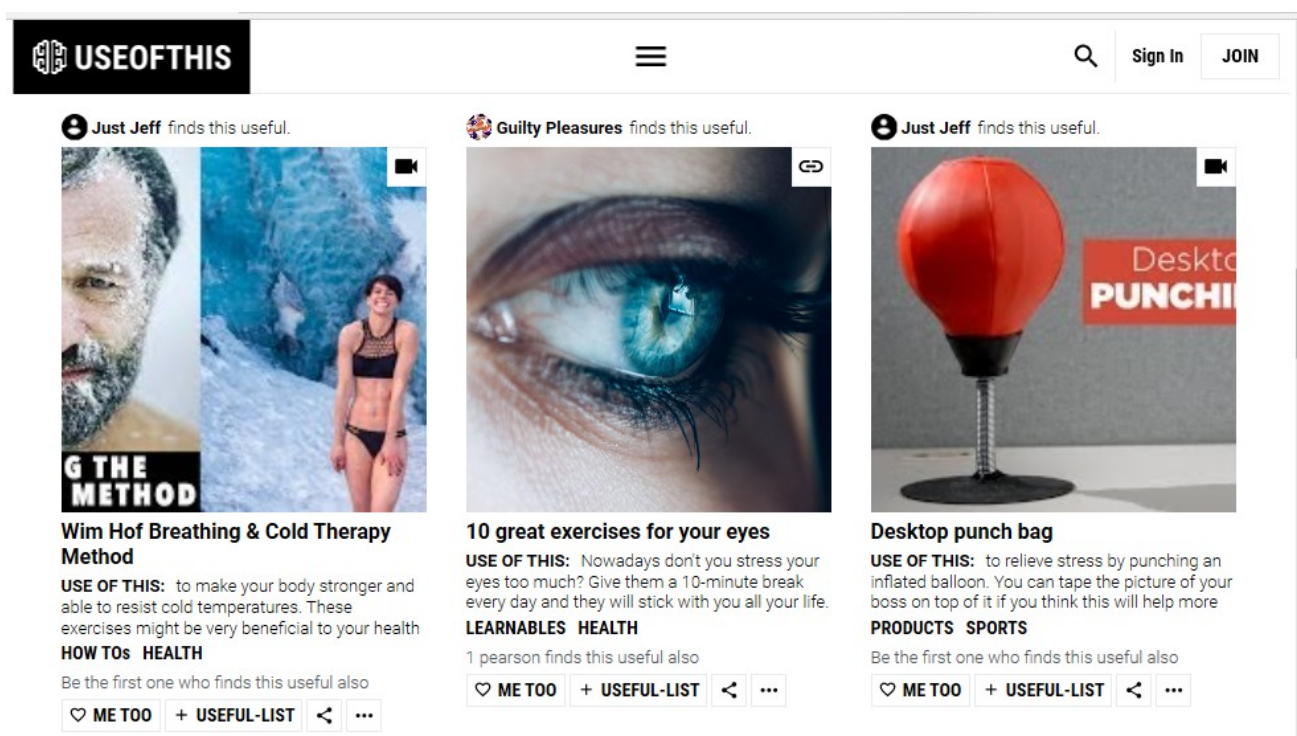 USEOFTHIS
Sign In
JOIN
Just Jeff finds this useful.
G THE
METHOD
Wim Hof Breathing & Cold Therapy
Method
USE OF THIS: to make your body stronger and
able to resist cold temperatures. These
exercises might be very beneficial to your health
HOW TOs HEALTH
Be the first one who finds this useful also
ME TOO
+ USEFUL-LIST
Guilty Pleasures finds this useful.
10 great exercises for your eyes
USE OF THIS: Nowadays don't you stress your
eyes too much? Give them a 10-minute break
every day and they will stick with you all your life.
LEARNABLES HEALTH
1 pearson finds this useful also
ME TOO
+ USEFUL-LIST
Just Jeff finds this useful.
Deskto
PUNCHI
Desktop punch bag
USE OF THIS: to relieve stress by punching an
inflated balloon. You can tape the picture of your
boss on top of it if you think this will help more
PRODUCTS SPORTS
Be the first one who finds this useful also
ME TOO
+ USEFUL-LIST